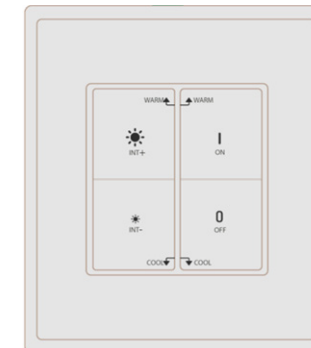 WARM WARM
INT+ I
ON
INT- 0
OFF
COOL COOL